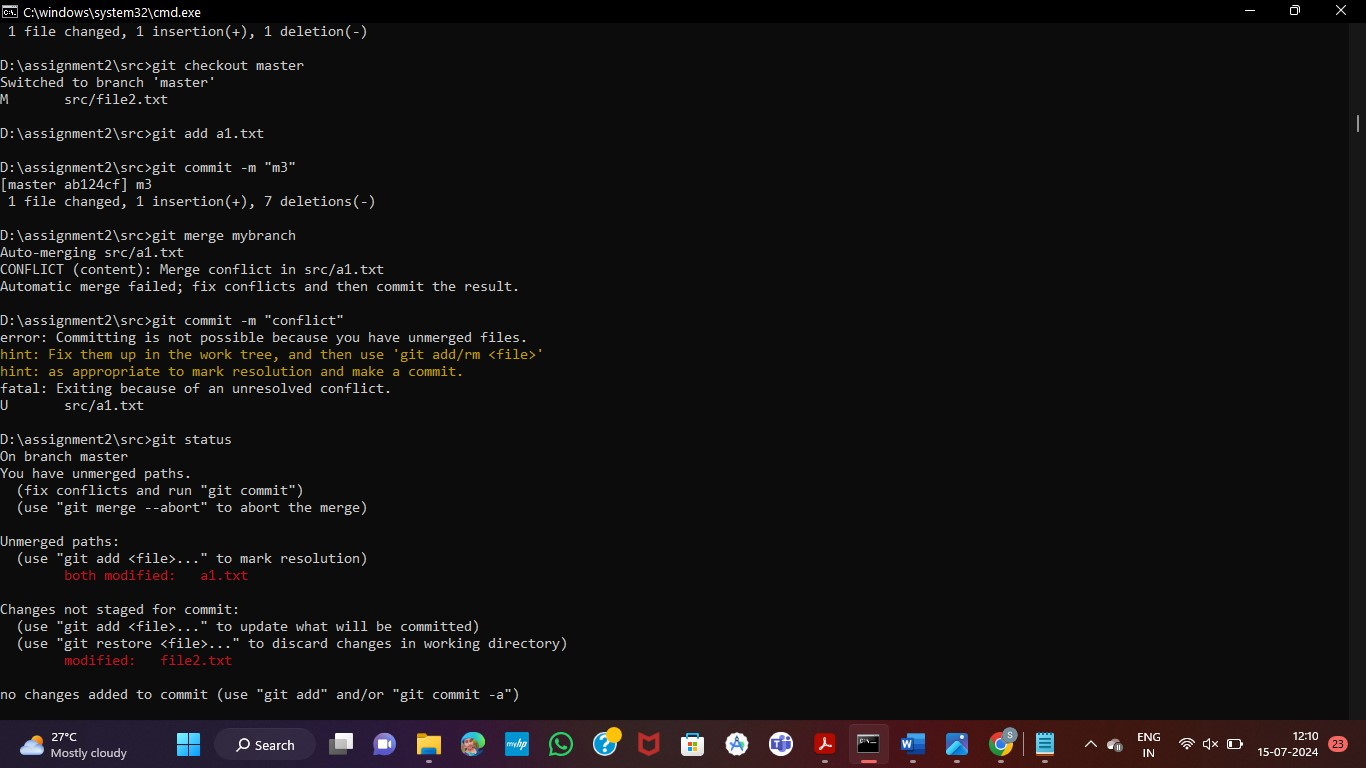 C:\windows\system32\cmd.exe
 1 file changed, 1 insertion(+), 1 deletion(-)
D:\assignment2\src>git checkout master
Switched to branch 'master'
M       src/file2.txt
D:\assignment2\src>git add a1.txt
D:\assignment2\src>git commit -m "m3"
[master ab124cf] m3
 1 file changed, 1 insertion(+), 7 deletions(-)
D:\assignment2\src>git merge mybranch
Auto-merging src/a1.txt
CONFLICT (content): Merge conflict in src/a1.txt
Automatic merge failed; fix conflicts and then commit the result.
D:\assignment2\src>git commit -m "conflict"
error: Committing is not possible because you have unmerged files.
hint: Fix them up in the work tree, and then use 'git add/rm <file>'
hint: as appropriate to mark resolution and make a commit.
fatal: Exiting because of an unresolved conflict.
U       src/a1.txt
D:\assignment2\src>git status
On branch master
You have unmerged paths.
  (fix conflicts and run "git commit")
  (use "git merge --abort" to abort the merge)
Unmerged paths:
  (use "git add <file>..." to mark resolution)
        both modified:   a1.txt
Changes not staged for commit:
  (use "git add <file>..." to update what will be committed)
  (use "git restore <file>..." to discard changes in working directory)
        modified:   file2.txt
no changes added to commit (use "git add" and/or "git commit -a")
27°C
Mostly cloudy
Search
myhp
S
ENG
IN
12:10
15-07-2024
23